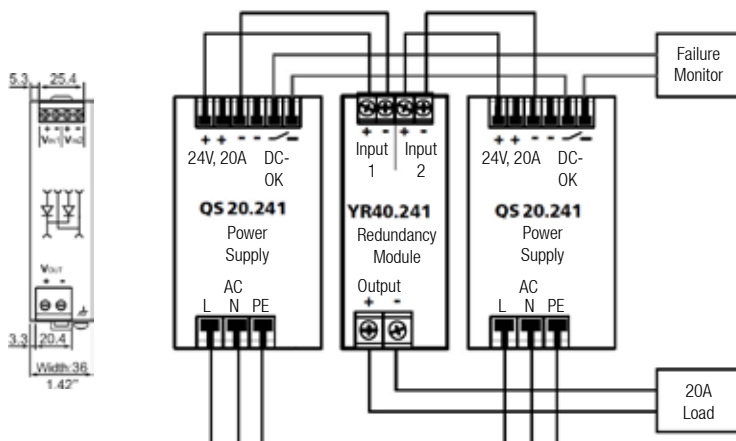 5.3
25.4
+ - + -
VIN1 VIN2
VOUT
+ -
3.3
20.4
Width:36
1.42"
+ + - -
24V, 20A
DC-
OK
QS 20.241
Power
Supply
AC
L N PE
+ - + -
Input
1
Input
2
YR40.241
Redundancy
Module
Output
+ -
+ + - -
24V, 20A
DC-
OK
QS 20.241
Power
Supply
AC
L N PE
Failure
Monitor
20A
Load